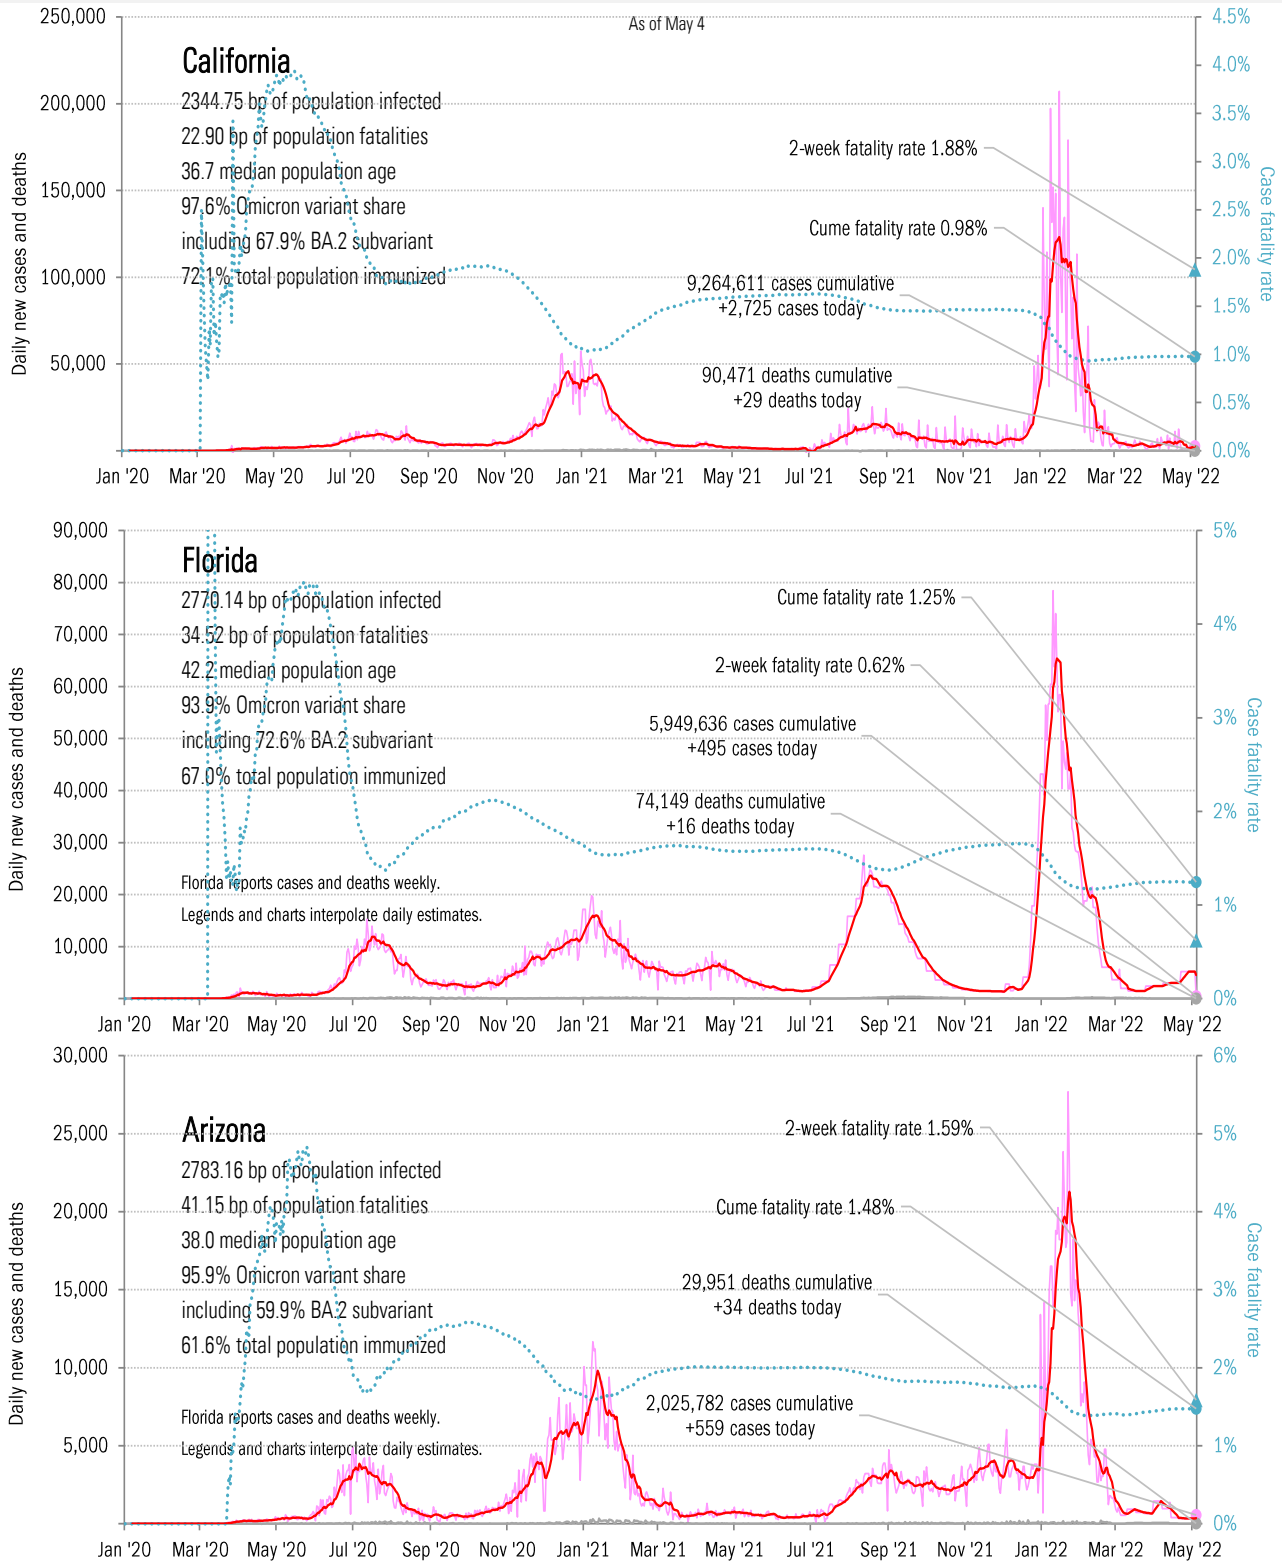 As of May 4
California
2344.75 bp of population infected
22.90 bp of population fatalities
36.7 median population age
97.6% Omicron variant share
including 67.9% BA.2 subvariant
72.1% total population immunized
2-week fatality rate 1.88%
Cume fatality rate 0.98%
9,264,611 cases cumulative
+2,725 cases today
90,471 deaths cumulative
+29 deaths today
Daily new cases and deaths
250,000
200,000
150,000
100,000
50,000
-
4.5%
4.0%
3.5%
3.0%
2.5%
2.0%
1.5%
1.0%
0.5%
0.0%
Case fatality rate
Jan '20 Mar '20 May '20 Jul '20 Sep '20 Nov '20 Jan '21 Mar '21 May '21 Jul '21 Sep '21 Nov '21 Jan '22 Mar '22 May '22
Florida
2770.14 bp of population infected
34.52 bp of population fatalities
42.2 median population age
93.9% Omicron variant share
including 72.6% BA.2 subvariant
67.0% total population immunized
Florida reports cases and deaths weekly.
Legends and charts interpolate daily estimates.
Cume fatality rate 1.25%
2-week fatality rate 0.62%
5,949,636 cases cumulative
+495 cases today
74,149 deaths cumulative
+16 deaths today
Daily new cases and deaths
90,000
80,000
70,000
60,000
50,000
40,000
30,000
20,000
10,000
-
5%
4%
3%
2%
1%
0%
Case fatality rate
Jan '20 Mar '20 May '20 Jul '20 Sep '20 Nov '20 Jan '21 Mar '21 May '21 Jul '21 Sep '21 Nov '21 Jan '22 Mar '22 May '22
Arizona
2783.16 bp of population infected
41.15 bp of population fatalities
38.0 median population age
95.9% Omicron variant share
including 59.9% BA.2 subvariant
61.6% total population immunized
Florida reports cases and deaths weekly.
Legends and charts interpolate daily estimates.
2-week fatality rate 1.59%
Cume fatality rate 1.48%
29,951 deaths cumulative
+34 deaths today
2,025,782 cases cumulative
+559 cases today
Daily new cases and deaths
30,000
25,000
20,000
15,000
10,000
5,000
-
6%
5%
4%
3%
2%
1%
0%
Case fatality rate
Jan '20 Mar '20 May '20 Jul '20 Sep '20 Nov '20 Jan '21 Mar '21 May '21 Jul '21 Sep '21 Nov '21 Jan '22 Mar '22 May '22